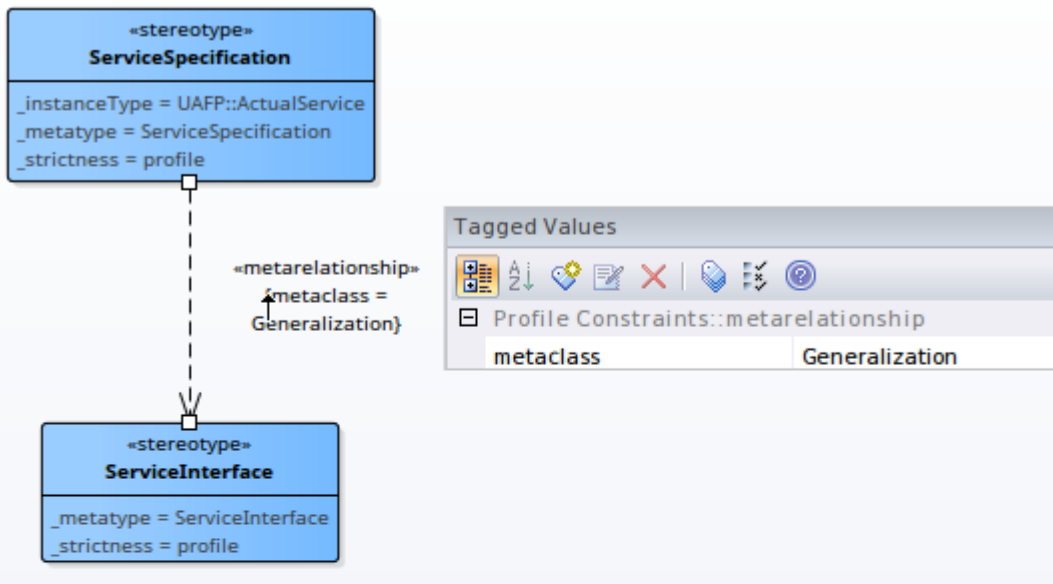 «stereotype»
ServiceSpecification
_instanceType = UAFP::ActualService
_metatype = ServiceSpecification
_strictness = profile
«metarelationship»
{metaclass =
Generalization}
Tagged Values
Profile Constraints::metarelationship
metaclass Generalization
«stereotype»
ServiceInterface
_metatype = ServiceInterface
_strictness = profile